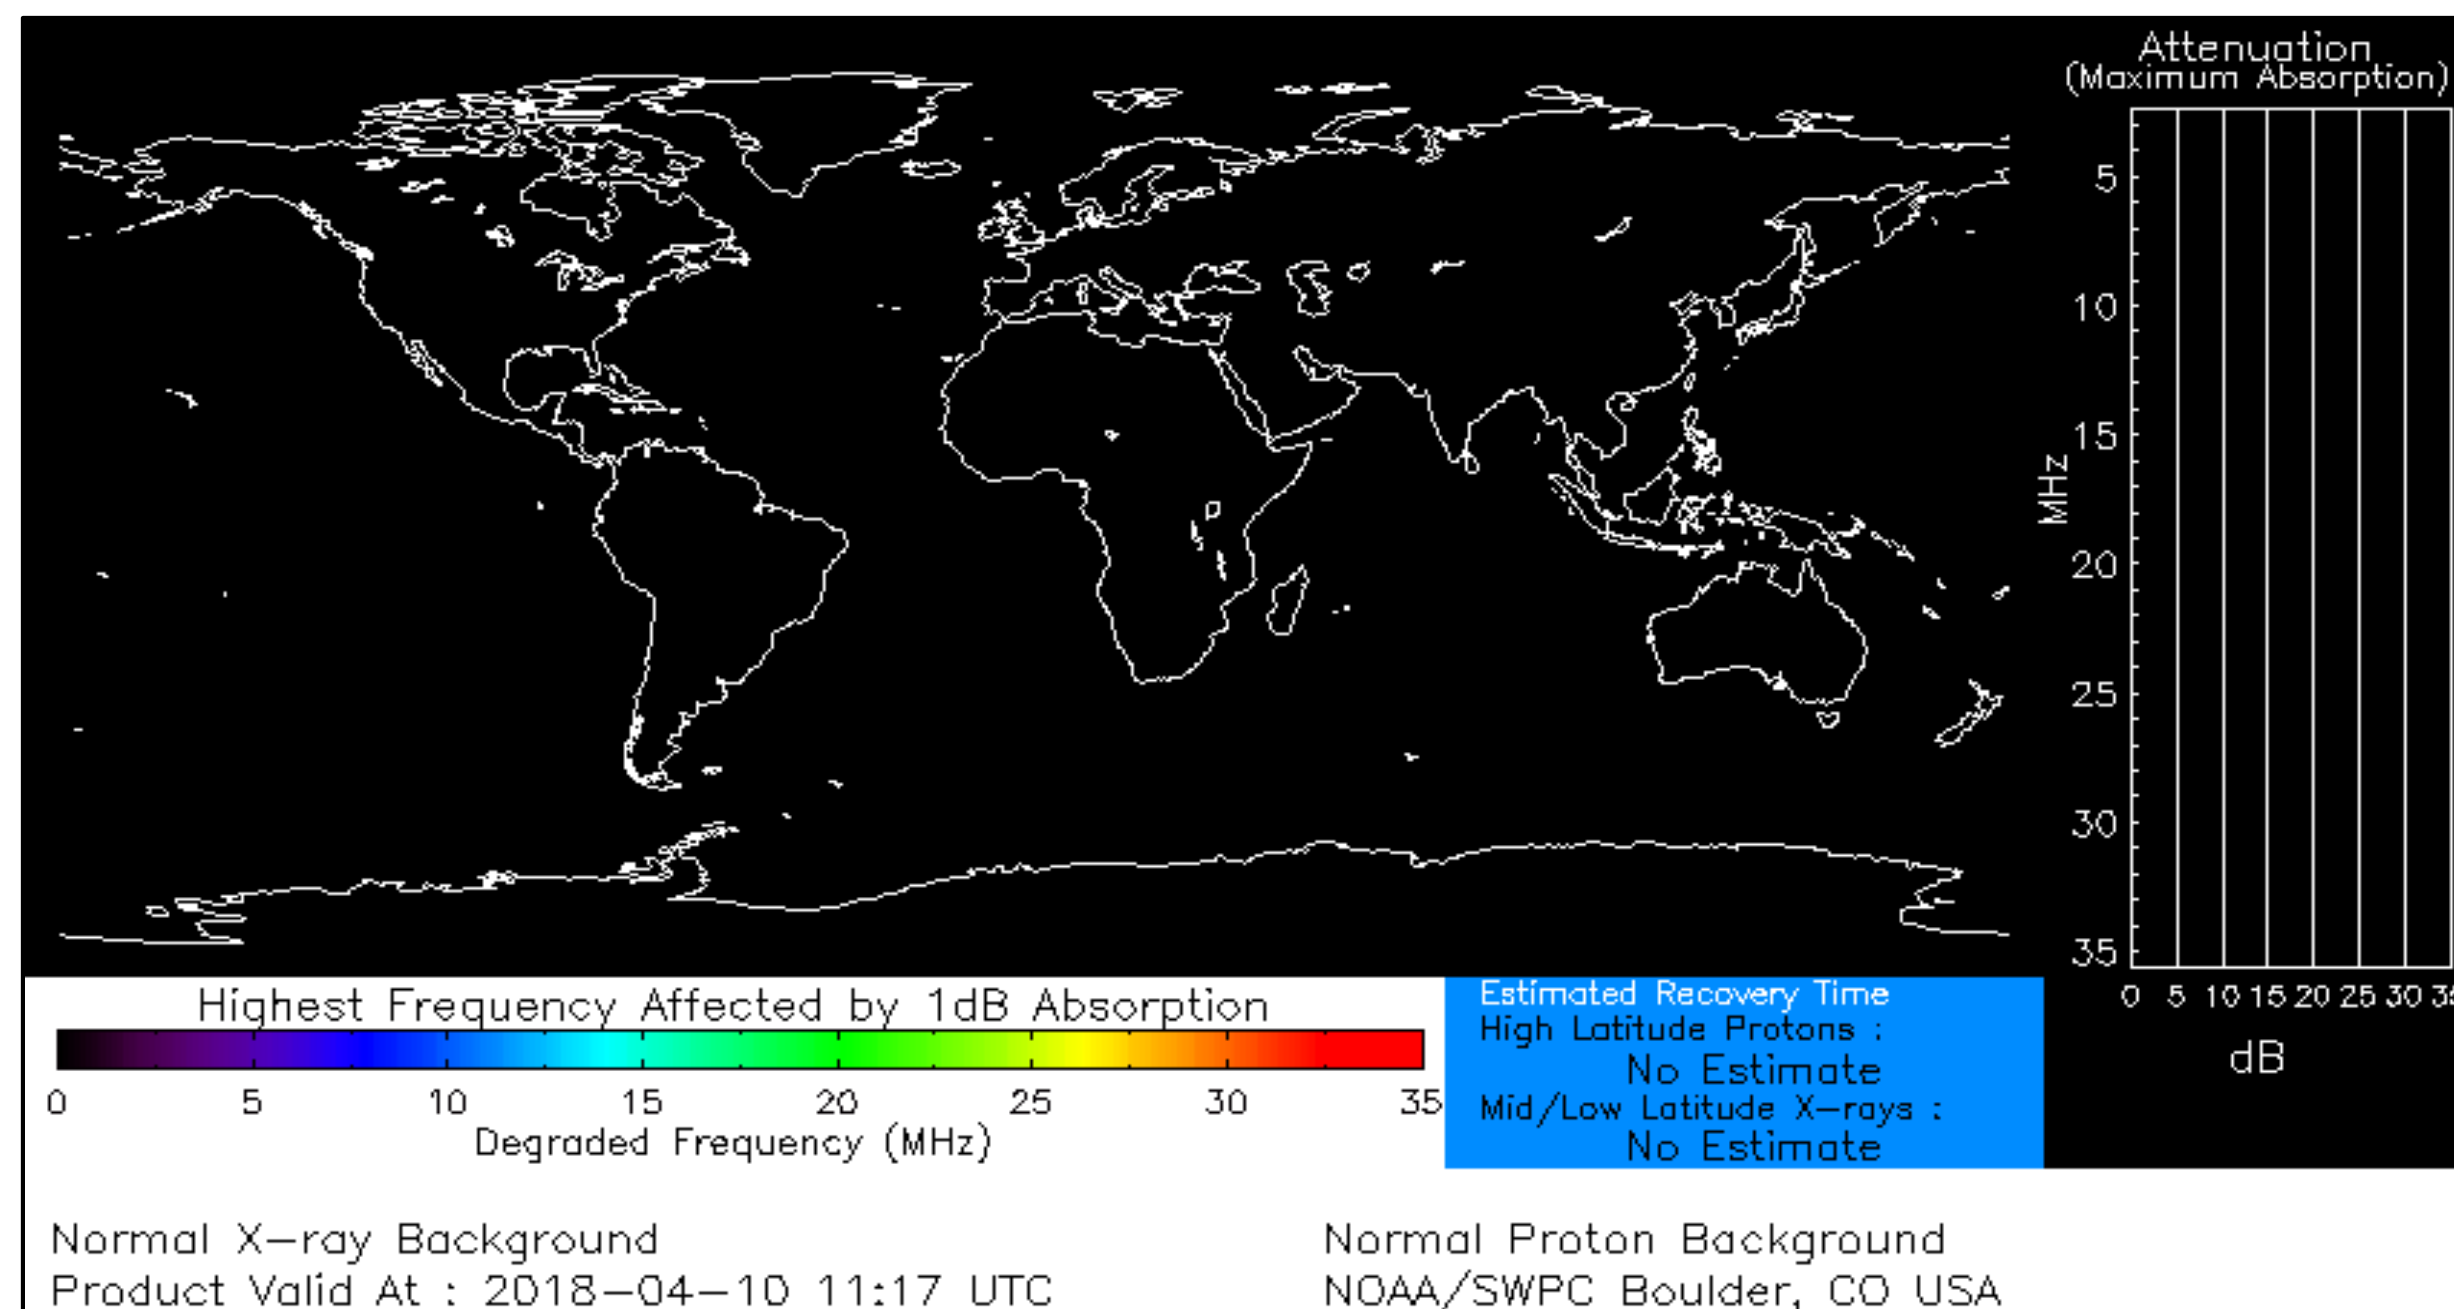 Attenuation
(Maximum Absorption)
5
10
15
20
25
30
35
MHz
0 5 10 15 20 25 30
dB
Highest Frequency Affected by 1dB Absorption
0 5 10 15 20 25 30 35
Degraded Frequency (MHz)
Estimated Recovery Time
High Latitude Protons :
No Estimate
Mid/Low Latitude X-rays :
No Estimate
Normal X-ray Background
Product Valid At : 2018-04-10 11:17 UTC
Normal Proton Background
NOAA/SWPC Boulder, CO USA